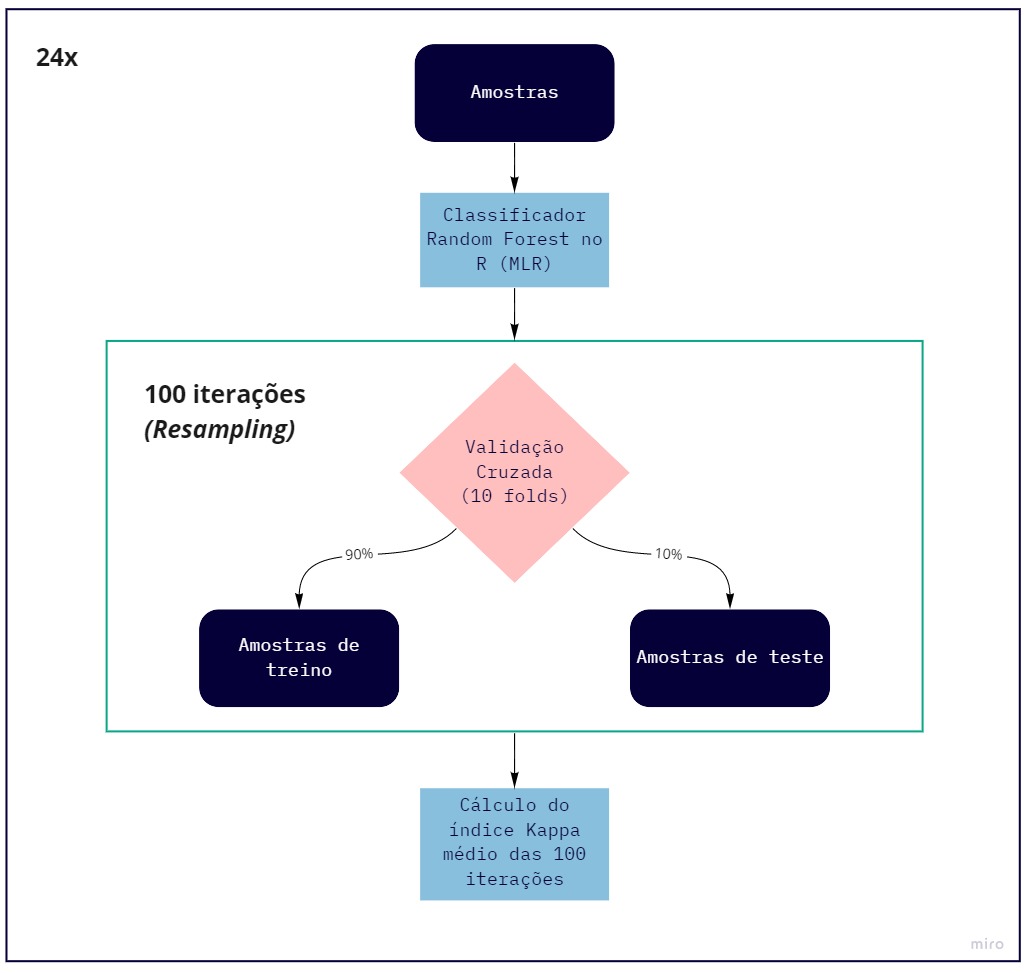 24x
Amostras
Classificador
Random Forest no
R (MLR)
100 iterações
(Resampling)
Validação
Cruzada
(10 folds)
90%
10%
Amostras de
treino
Amostras de teste
Cálculo do
índice Kappa
médio das 100
iterações
miro